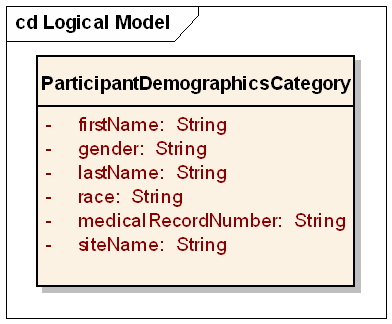 cd Logical Model
ParticipantDemographicsCategory
- firstName: String
- gender: String
- lastName: String
- race: String
- medicalRecordNumber: String
- siteName: String